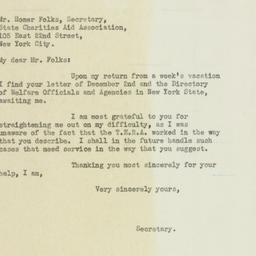 Mr. Homer Folks, Secretary,
State Charities Aid Association,
105 East 22nd Street,
New York City.
My dear Mr. Folks:
Upon my return from a week's vacation
I find your letter of December 2nd and the Directory
of Welfare Officials and Agencies in New York State,
awaiting me.
I am most grateful to you for
straightening me out on my difficulty, as I was
unaware of the fact that the T.E.R.A. worked in the way
that you describe. I shall in the future handle such
cases that need service in the way that you suggest.
Thanking you most sincerely for your
help, I am,
Very sincerely yours,
Secretary.